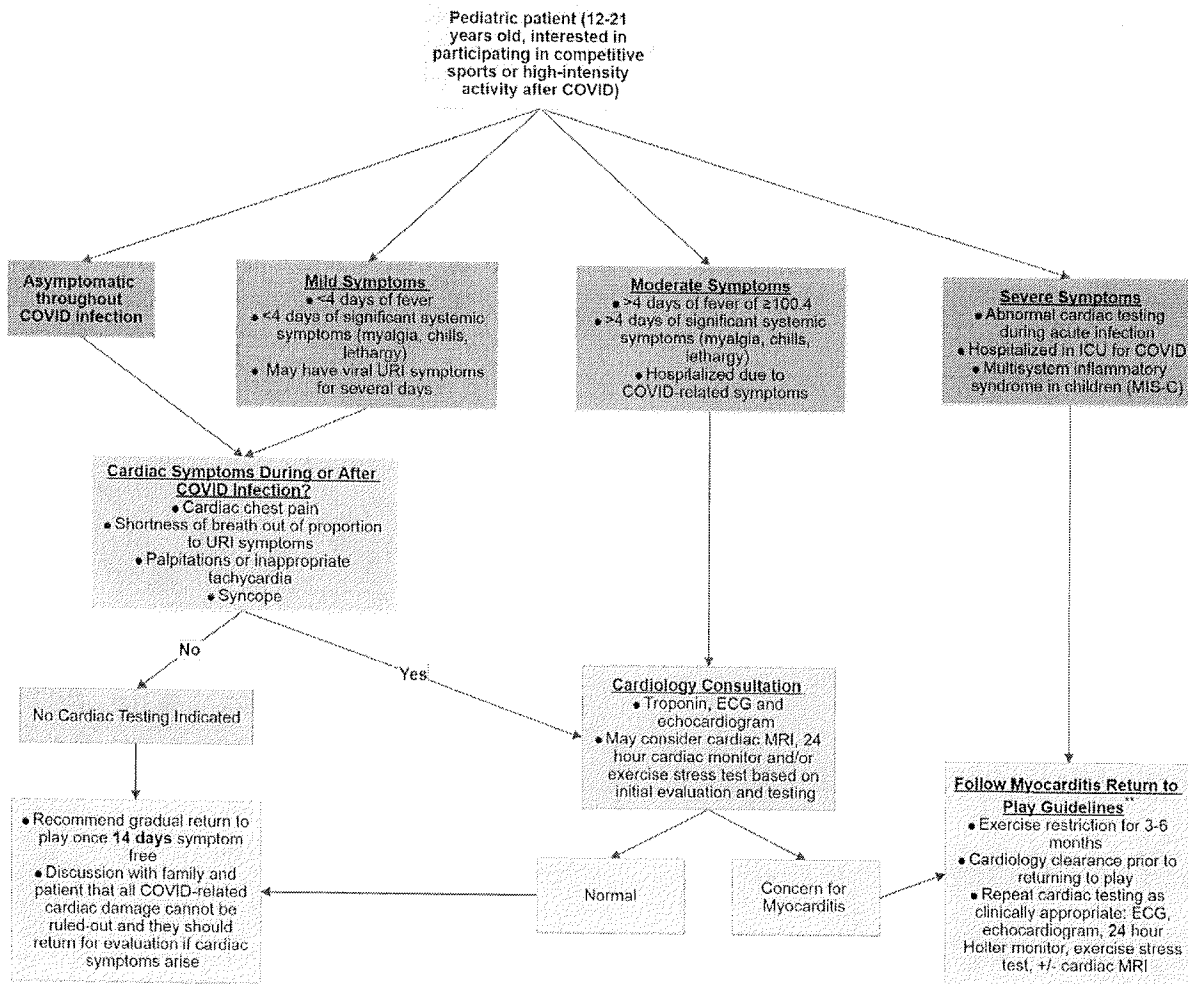 Pediatric patient (12-21
years old, interested in
participating in competitive
sports or high-intensity
activity after COVID)
Asymptomatic
throughout
COVID infection
Mild Symptoms
● <4 days of fever
● <4 days of significant systemic
symptoms (myalgia, chills,
lethargy)
● May have viral URI symptoms
for several days
Moderate Symptoms
● >4 days of fever of ≥100.4
● >4 days of significant systemic
symptoms (myalgia, chills,
lethargy)
● Hospitalized due to
COVID-related symptoms
Severe Symptoms
● Abnormal cardiac testing
during acute infection
● Hospitalized in ICU for COVID
● Multisystem inflammatory
syndrome in children (MIS-C)
Cardiac Symptoms During or After
COVID Infection?
● Cardiac chest pain
● Shortness of breath out of proportion
to URI symptoms
● Palpitations or inappropriate
tachycardia
● Syncope
No
Yes
No Cardiac Testing Indicated
Cardiology Consultation
● Troponin, ECG and
echocardiogram
● May consider cardiac MRI, 24
hour cardiac monitor and/or
exercise stress test based on
initial evaluation and testing
● Recommend gradual return to
play once 14 days symptom
free
● Discussion with family and
patient that all COVID-related
cardiac damage cannot be
ruled-out and they should
return for evaluation if cardiac
symptoms arise
Normal
Concern for
Myocarditis
Follow Myocarditis Return to
Play Guidelines**
● Exercise restriction for 3-6
months
● Cardiology clearance prior to
returning to play
● Repeat cardiac testing as
clinically appropriate: ECG,
echocardiogram, 24 hour
Holter monitor, exercise stress
test, +/- cardiac MRI